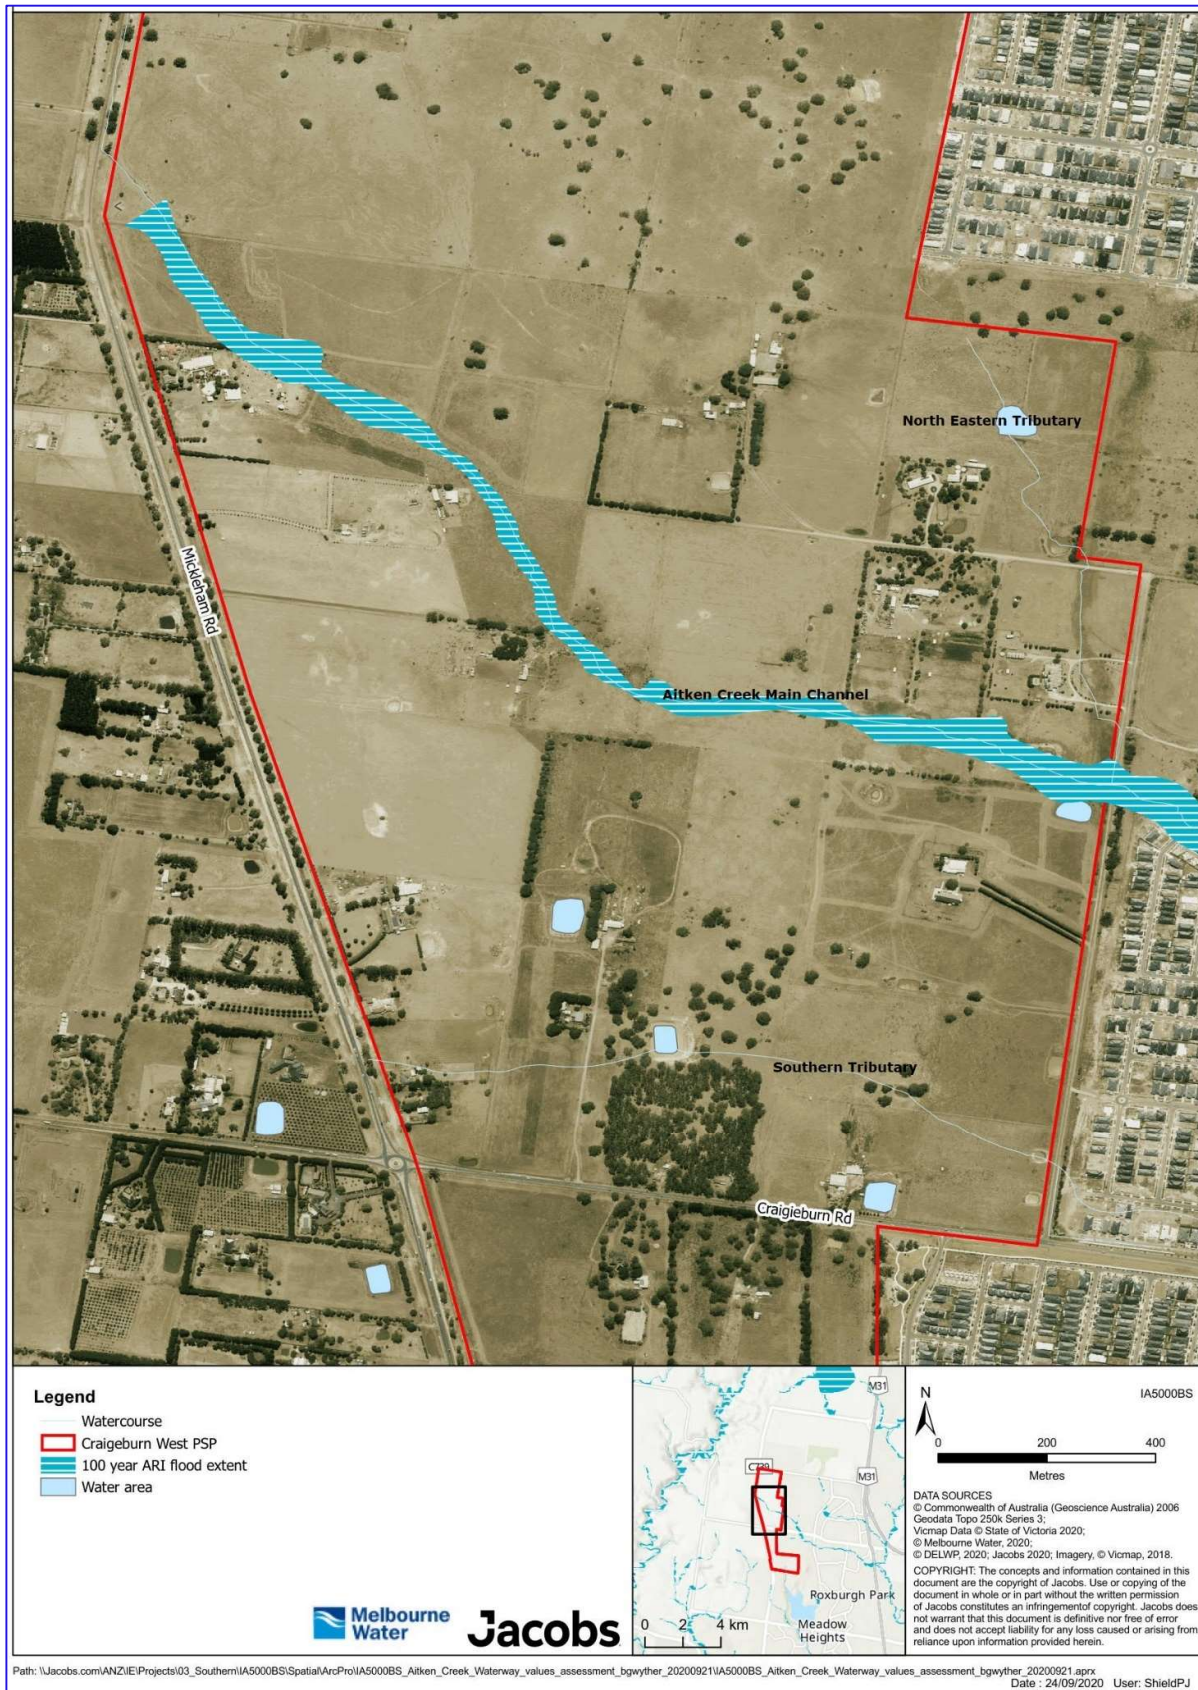 North Eastern Tributary
Mickleham Rd
Aitken Creek Main Channel
Southern Tributary
Craigieburn Rd
Legend
Watercourse
Craigeburn West PSP
100 year ARI flood extent
Water area
Melbourne
Water
Jacobs
M31
C739
M31
Roxburgh Park
Meadow
Heights
0 2 4 km
N
IA5000BS
0 200 400
Metres
DATA SOURCES
© Commonwealth of Australia (Geoscience Australia) 2006
Geodata Topo 250k Series 3;
Vicmap Data © State of Victoria 2020;
© Melbourne Water, 2020;
© DELWP, 2020; Jacobs 2020; Imagery, © Vicmap, 2018.
COPYRIGHT: The concepts and information contained in this
document are the copyright of Jacobs. Use or copying of the
document in whole or in part without the written permission
of Jacobs constitutes an infringementof copyright. Jacobs does
not warrant that this document is definitive nor free of error
and does not accept liability for any loss caused or arising from
reliance upon information provided herein.
Path: \\Jacobs.com\ANZ\IE\Projects\03_Southern\IA5000BS\Spatial\ArcPro\IA5000BS_Aitken_Creek_Waterway_values_assessment_bgwyther_20200921\IA5000BS_Aitken_Creek_Waterway_values_assessment_bgwyther_20200921.aprx
Date : 24/09/2020 User: ShieldPJ